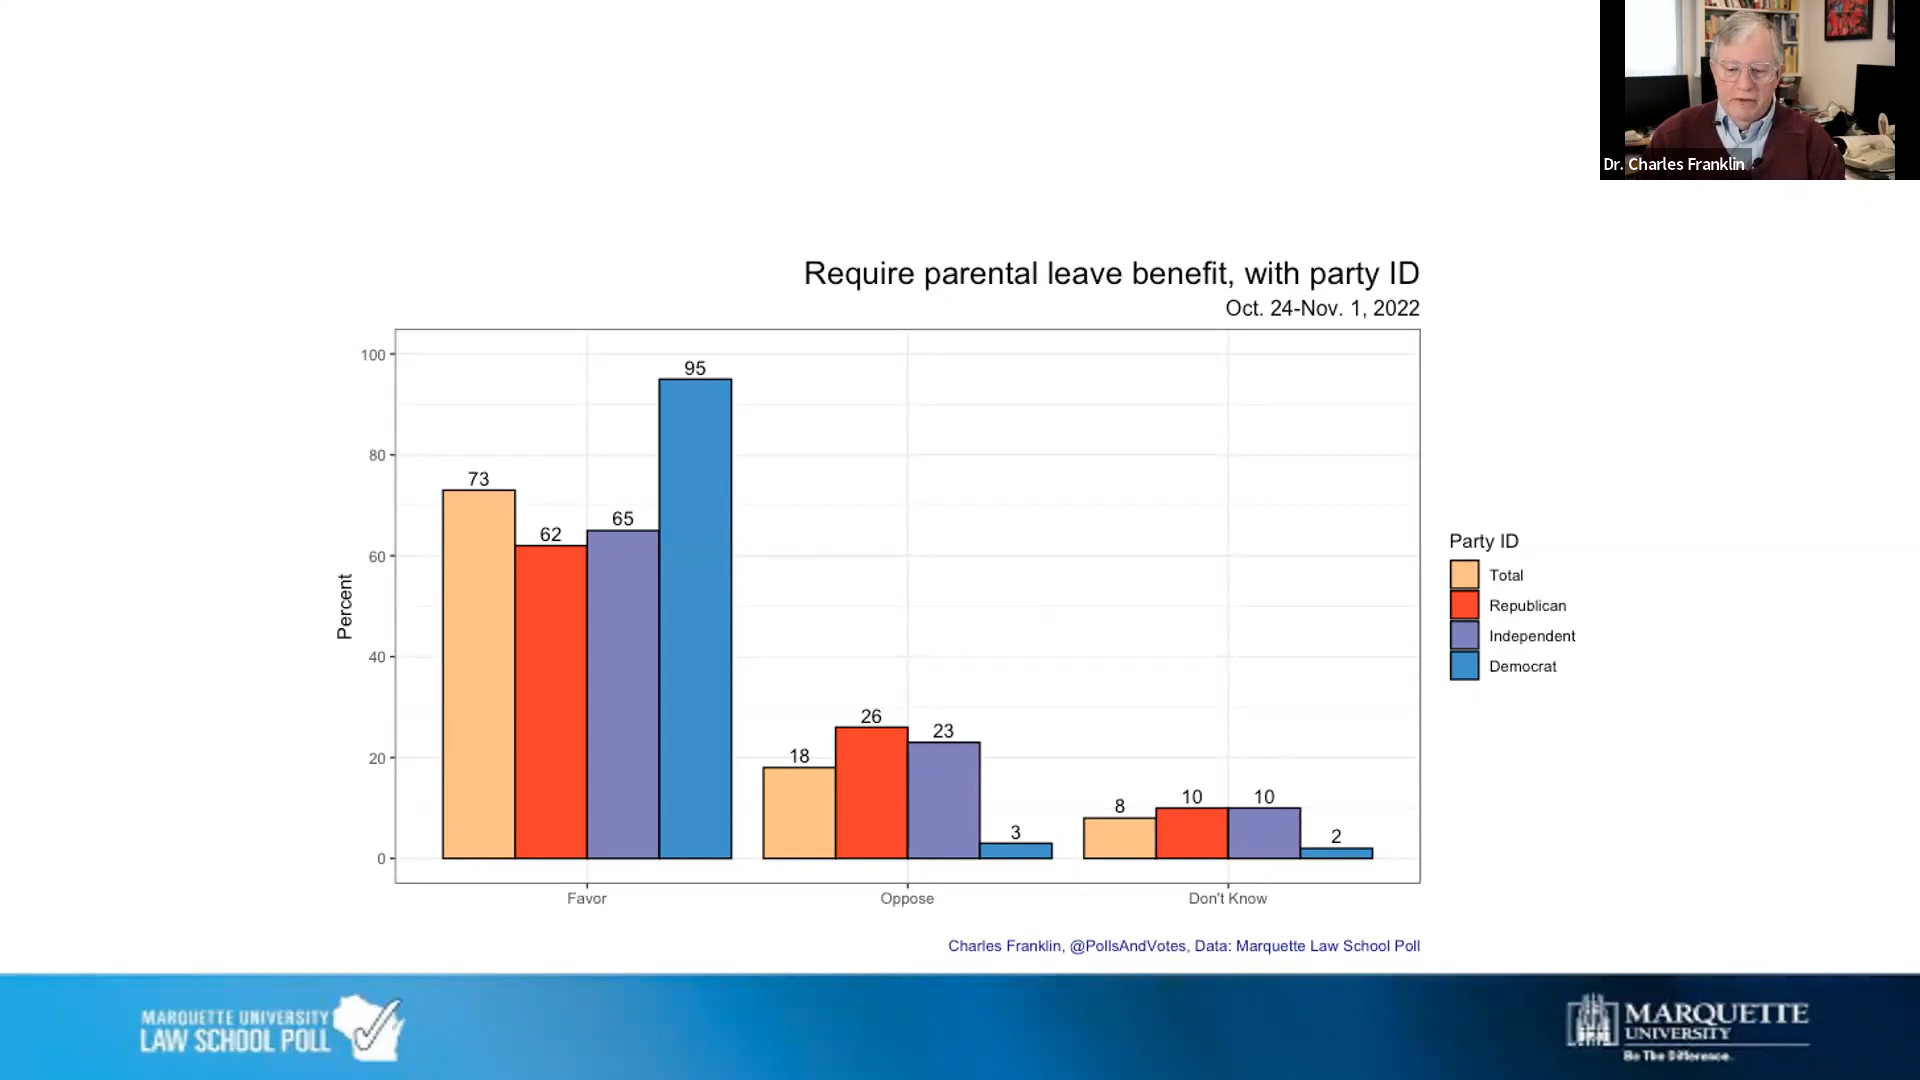 Dr. Charles Franklin
Require parental leave benefit, with party ID
Oct. 24-Nov. 1, 2022
100
80
60
40
20
0
Percent
73
62
65
95
18
26
23
3
8
10
10
2
Favor
Oppose
Don't Know
Party ID
Total
Republican
Independent
Democrat
Charles Franklin, @PollsAndVotes, Data: Marquette Law School Poll
MARQUETTE UNIVERSITY
LAW SCHOOL POLL
MARQUETTE
UNIVERSITY
Be The Difference.